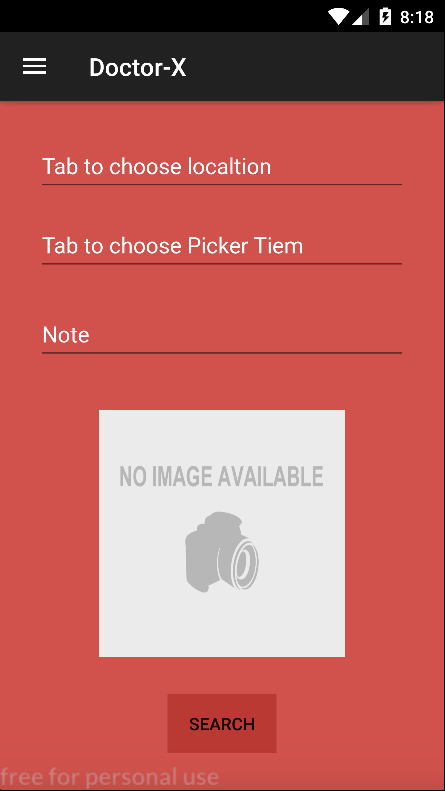 8:18
Doctor-X
Tab to choose localtion
Tab to choose Picker Tiem
Note
NO IMAGE AVAILABLE
SEARCH
free for personal use